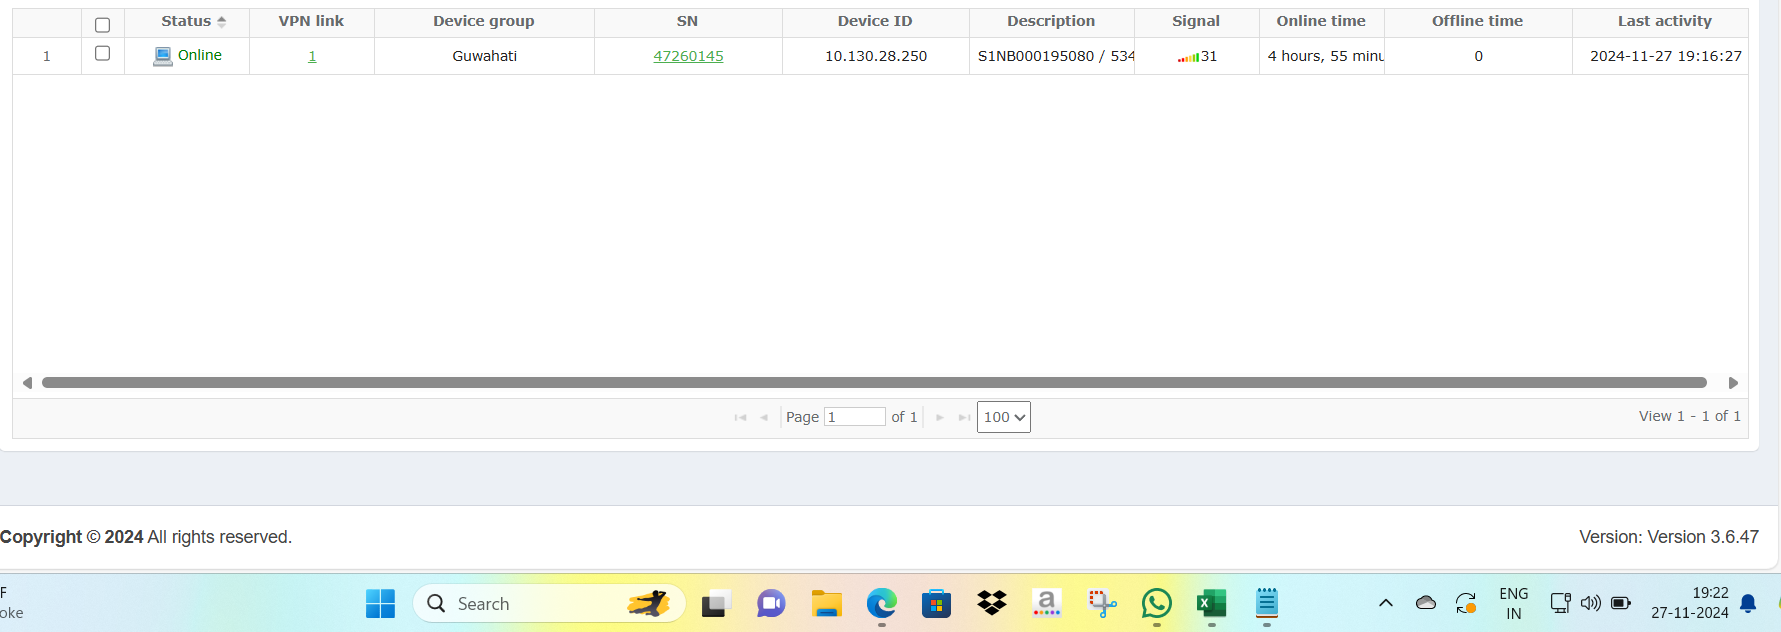 Status VPN link Device group SN Device ID Description Signal Online time Offline time Last activity
1 Online 1 Guwahati 47260145 10.130.28.250 S1NB000195080 / 534 31 4 hours, 55 minu 0 2024-11-27 19:16:27
Page 1 of 1 100 View 1 - 1 of 1
Copyright © 2024 All rights reserved. Version: Version 3.6.47
F
oke
Search
a
X
ENG
IN
19:22
27-11-2024